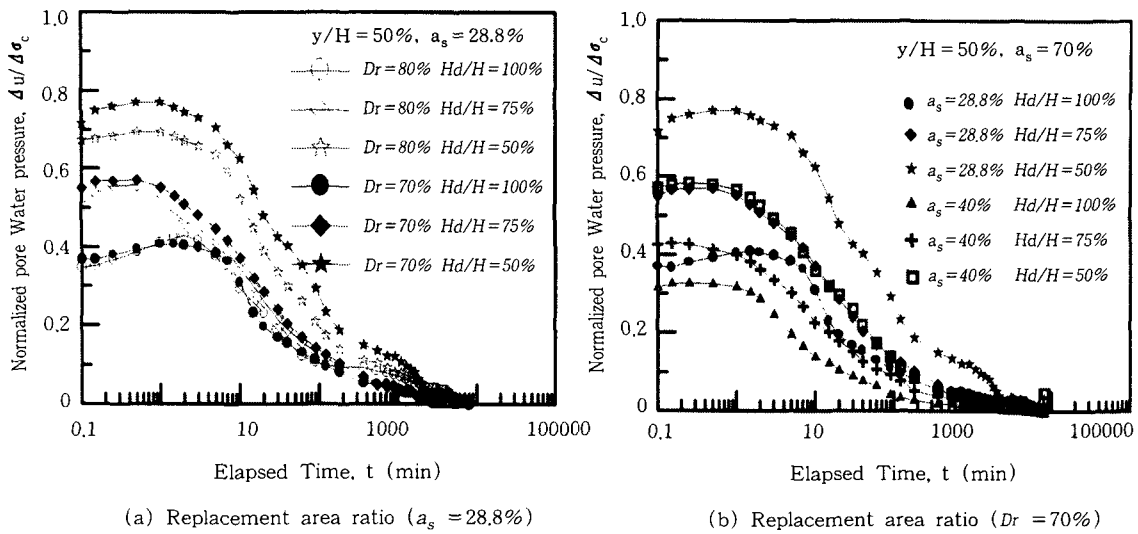 y/H=50%, a_s=28.8%
Dr=80% Hd/H=100%
Dr=80% Hd/H=75%
Dr=80% Hd/H=50%
Dr=70% Hd/H=100%
Dr=70% Hd/H=75%
Dr=70% Hd/H=50%
Normalized pore Water pressure, Δu/Δσ_c
1.0
0.8
0.6
0.4
0.2
0
0.1
10
1000
100000
Elapsed Time, t (min)
(a) Replacement area ratio (a_s =28.8%)
y/H=50%, a_s=70%
a_s=28.8% Hd/H=100%
a_s=28.8% Hd/H=75%
a_s=28.8% Hd/H=50%
a_s=40% Hd/H=100%
a_s=40% Hd/H=75%
a_s=40% Hd/H=50%
Normalized pore Water pressure, Δu/Δσ_c
1.0
0.8
0.6
0.4
0.2
0
0.1
10
1000
100000
Elapsed Time, t (min)
(b) Replacement area ratio (Dr =70%)